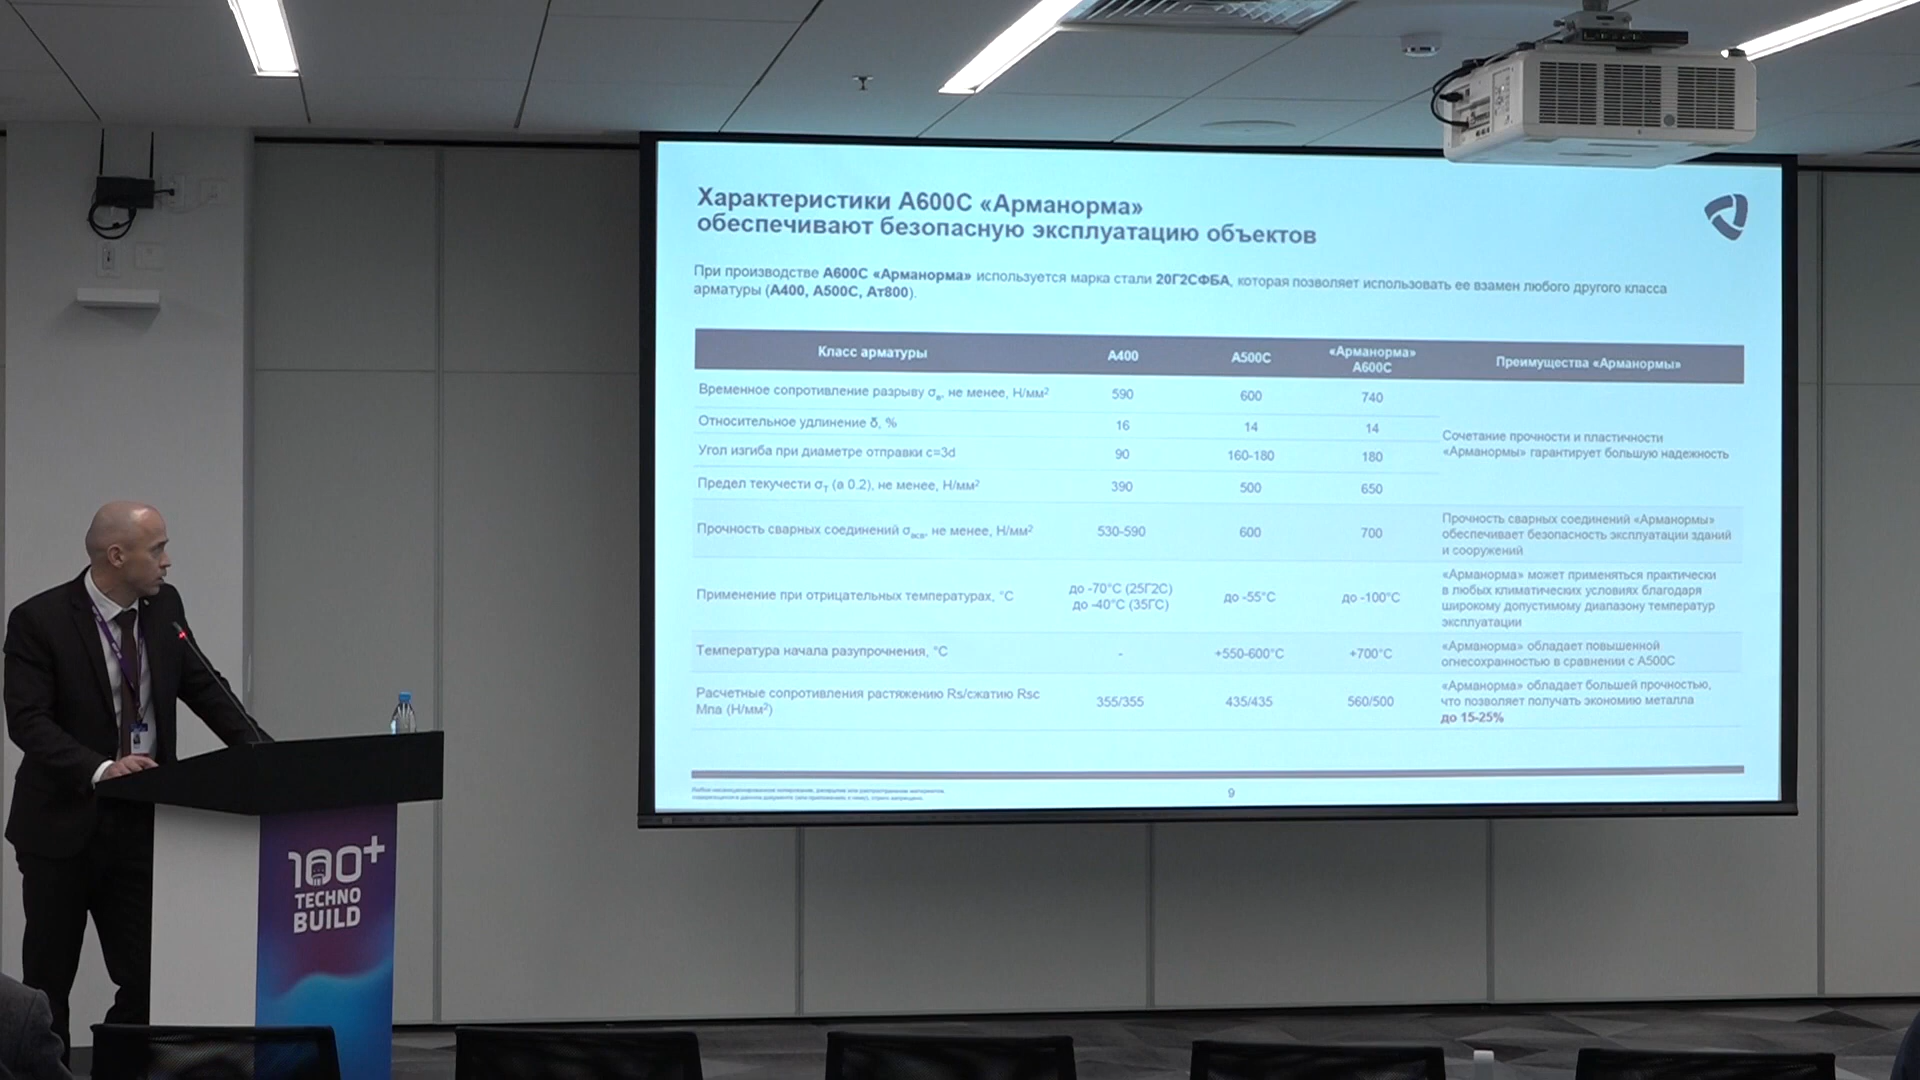 Характеристики А600С «Арманорма»
обеспечивают безопасную эксплуатацию объектов
При производстве А600С «Арманорма» используется марка стали 20Г2СФБА, которая позволяет использовать ее взамен любого другого класса
арматуры (А400, А500С, Ат800).
Класс арматуры А400 А500С «Арманорма» А600С Преимущества «Арманормы»
Временное сопротивление разрыву σв, не менее, Н/мм² 590 600 740
Относительное удлинение δ, % 16 14 14
Угол изгиба при диаметре отправки c=3d 90 160-180 180
Предел текучести σТ (σ 0.2), не менее, Н/мм² 390 500 650
Сочетание прочности и пластичности
«Арманормы» гарантирует большую надежность
Прочность сварных соединений не менее, Н/мм² 530-590 600 700
Прочность сварных соединений «Арманормы»
обеспечивает безопасность эксплуатации зданий
и сооружений
Применение при отрицательных температурах, °С
до -70°С (25Г2С)
до -40°С (35ГС)
до -55°С
до -100°С
«Арманорма» может применяться практически
в любых климатических условиях благодаря
широкому допустимому диапазону температур
эксплуатации
Температура начала разупрочнения, °С - +550-600°С +700°С
«Арманорма» обладает повышенной
огнесохранностью в сравнении с А500С
Расчетные сопротивления растяжению Rs/сжатию Rsc
Мпа (Н/мм²)
355/355 435/435 560/500
«Арманорма» обладает большей прочностью,
что позволяет получать экономию металла
до 15-25%
9
100+
TECHNO
BUILD